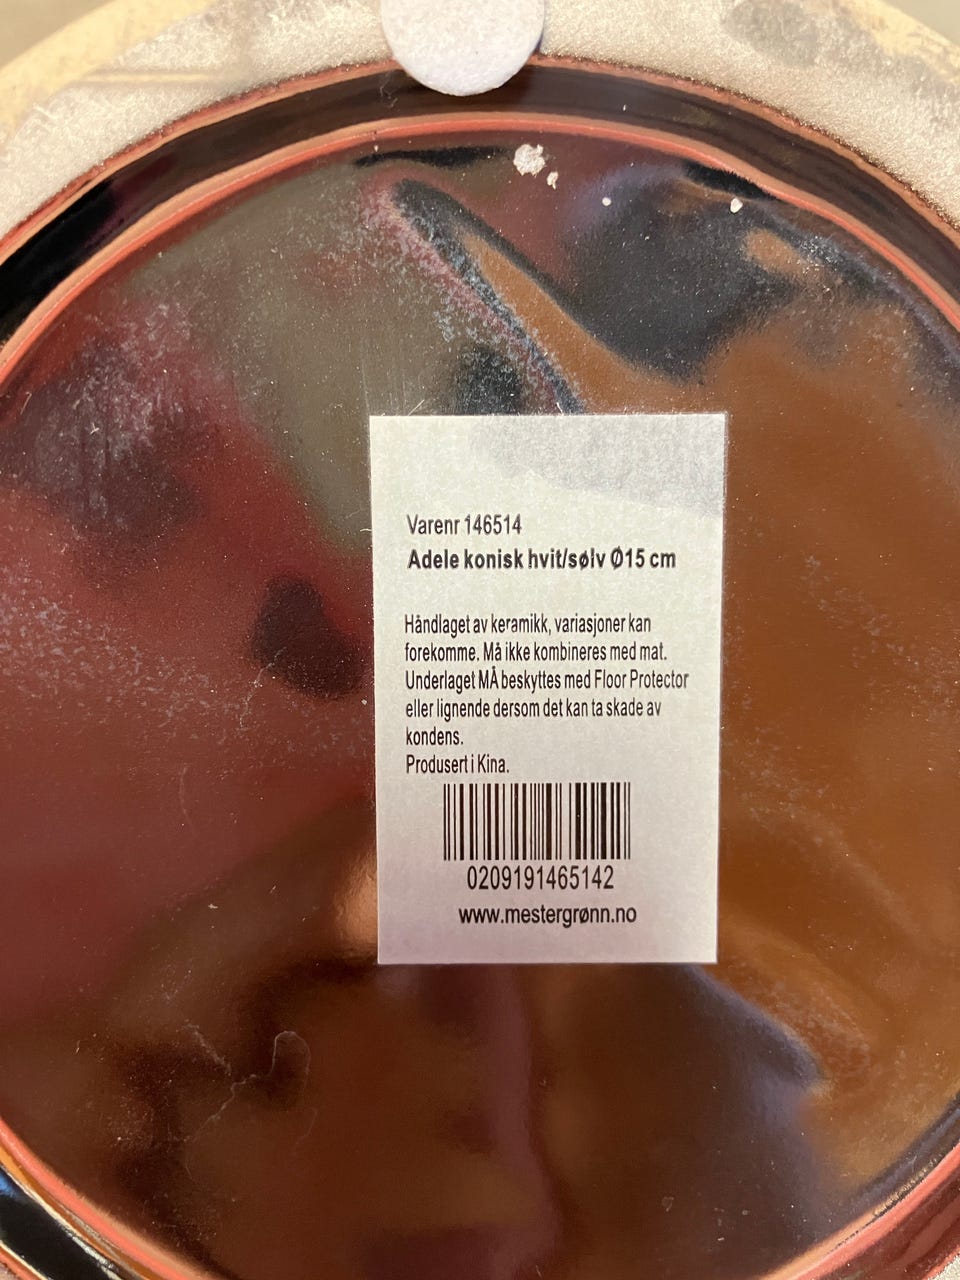 Varenr 146514
Adele konisk hvit/sølv Ø15 cm
Håndlaget av keramikk, variasjoner kan
forekomme. Må ikke kombineres med mat.
Underlaget MÅ beskyttes med Floor Protector
eller lignende dersom det kan ta skade av
kondens.
Produsert i Kina.
0209191465142
www.mestergrønn.no